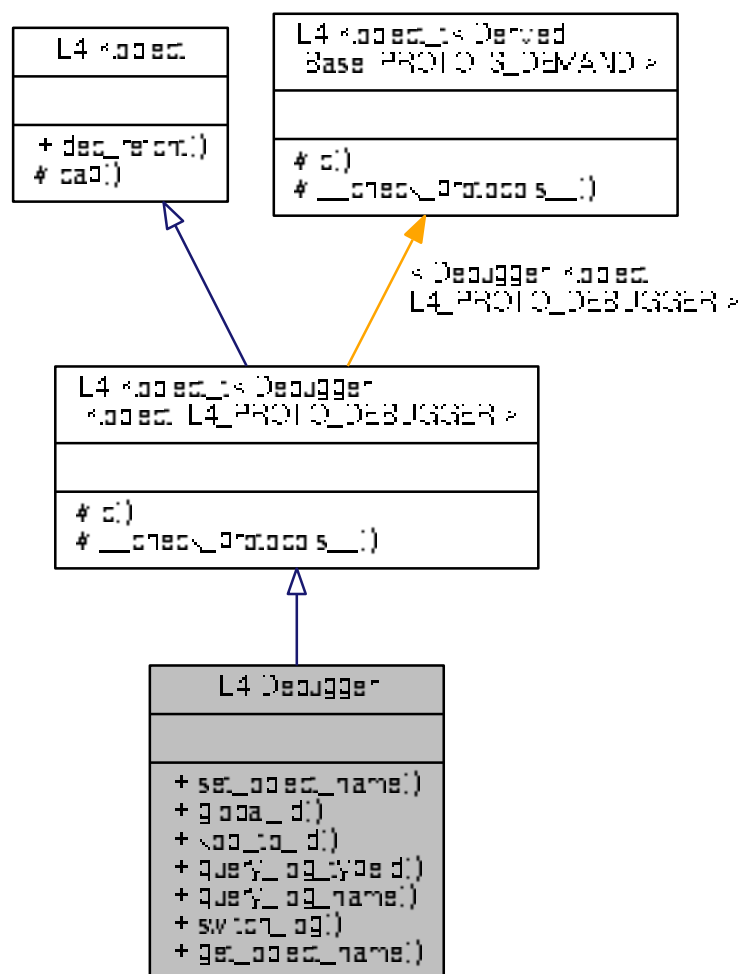 L4::Kobject
+ dec_refcnt()
# cap()
L4::Kobject_t< Derived,
Base, PROTO, S_DEMAND >
# c()
# __check_protocols__()
< Debugger, Kobject,
L4_PROTO_DEBUGGER >
L4::Kobject_t< Debugger,
Kobject, L4_PROTO_DEBUGGER >
# c()
# __check_protocols__()
L4::Debugger
+ set_object_name()
+ global_id()
+ kobj_to_id()
+ query_log_typeid()
+ query_log_name()
+ switch_log()
+ get_object_name()